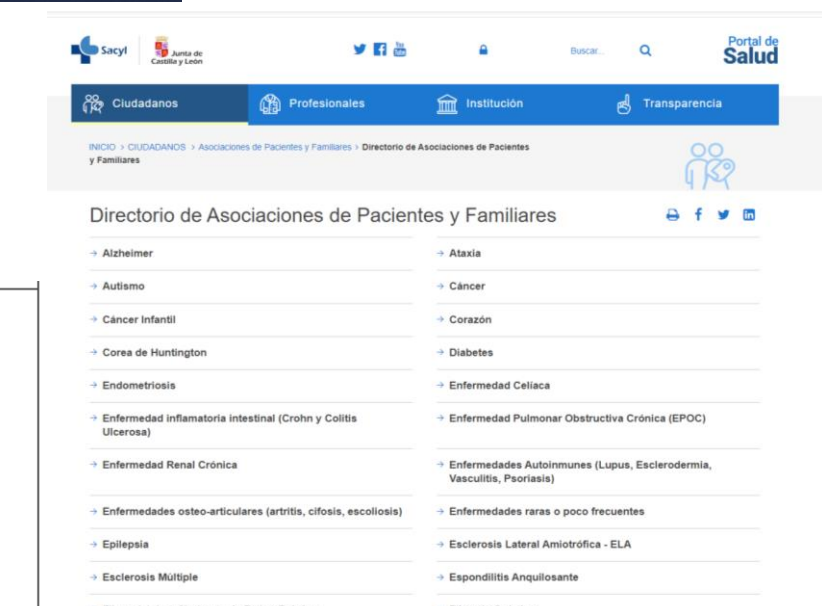 Sacyl
Junta de
Castilla y León
You
Tube
Buscar...
Portal de
Salud
Ciudadanos
Profesionales
Institución
Transparencia
INICIO > CIUDADANOS > Asociaciones de Pacientes y Familiares > Directorio de Asociaciones de Pacientes
y Familiares
Directorio de Asociaciones de Pacientes y Familiares
Alzheimer
Ataxia
Autismo
Cáncer
Cáncer Infantil
Corazón
Corea de Huntington
Diabetes
Endometriosis
Enfermedad Celíaca
Enfermedad inflamatoria intestinal (Crohn y Colitis
Ulcerosa)
Enfermedad Pulmonar Obstructiva Crónica (EPOC)
Enfermedad Renal Crónica
Enfermedades Autoinmunes (Lupus, Esclerodermia,
Vasculitis, Psoriasis)
Enfermedades osteo-articulares (artritis, cifosis, escoliosis)
Enfermedades raras o poco frecuentes
Epilepsia
Esclerosis Lateral Amiotrófica - ELA
Esclerosis Múltiple
Espondilitis Anquilosante